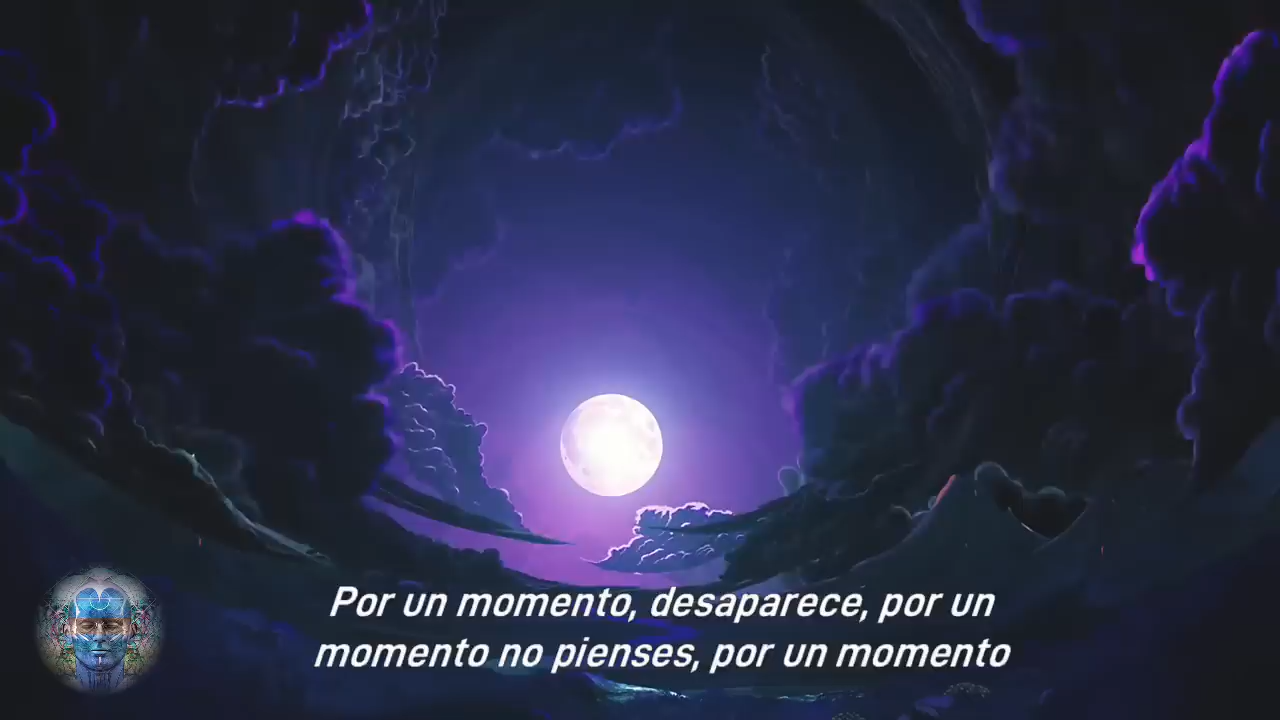 Por un momento, desaparece, por un
momento no pienses, por un momento